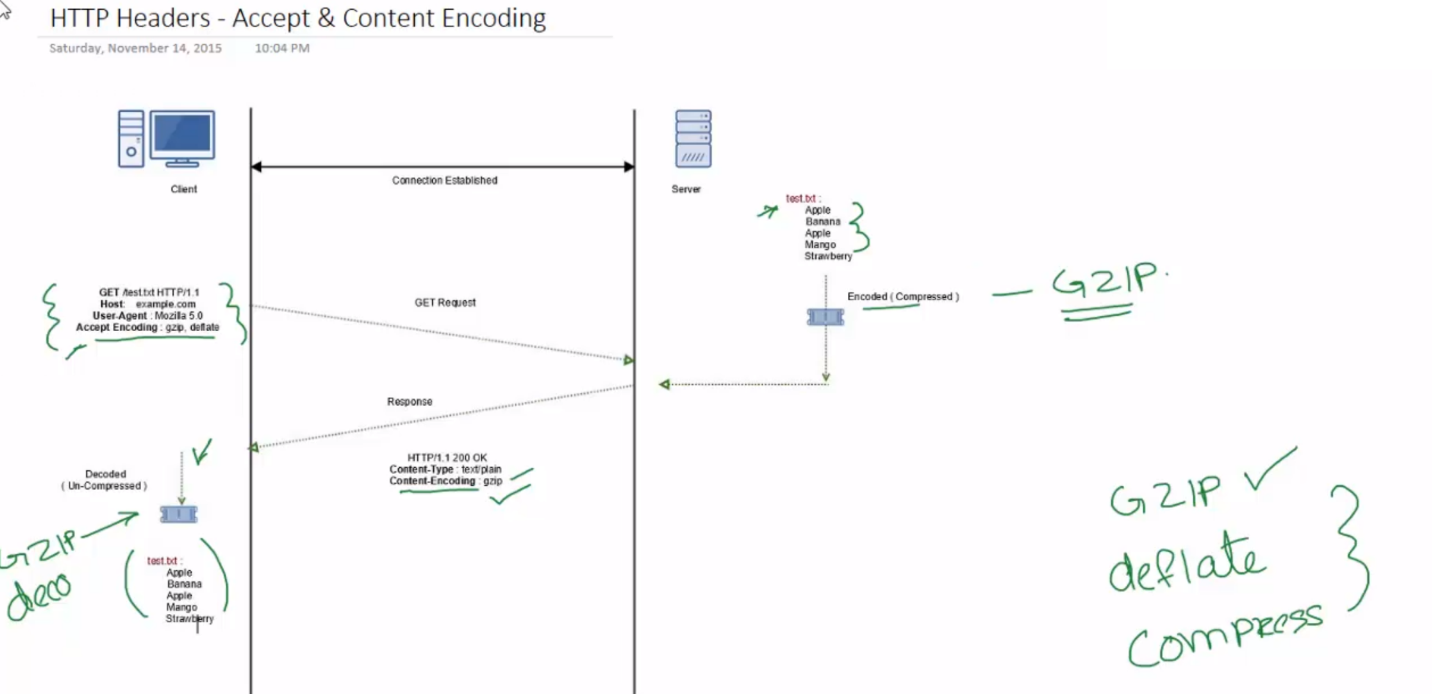 HTTP Headers - Accept & Content Encoding
Saturday, November 14, 2015 10:04 PM
Client
Connection Established
Server
test.txt :
Apple
Banana
Apple
Mango
Strawberry
GET /test.txt HTTP/1.1
Host: example.com
User-Agent : Mozilla 5.0
Accept Encoding : gzip, deflate
GET Request
Encoded ( Compressed )
GZIP.
Response
HTTP/1.1 200 OK
Content-Type : text/plain
Content-Encoding : gzip
Decoded
( Un-Compressed )
GZIP
deco
test.txt :
Apple
Banana
Apple
Mango
Strawberry
GZIP
deflate
compress